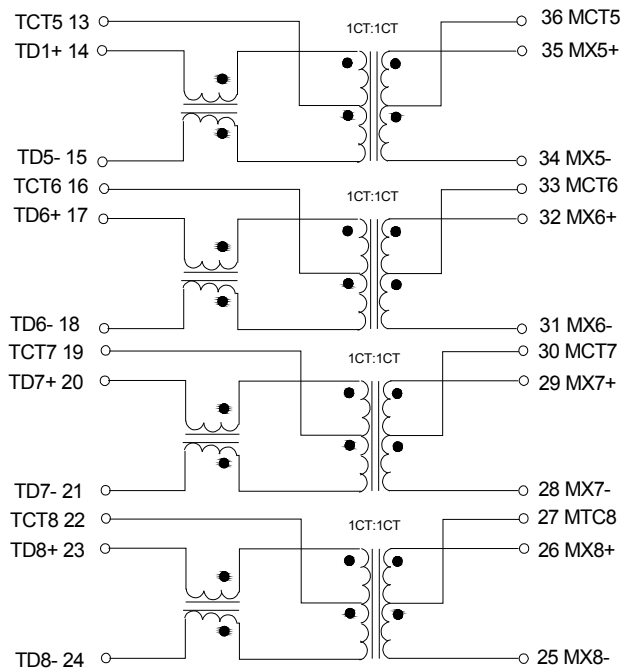 TCT5 13
1CT:1CT
36 MCT5
TD1+ 14
35 MX5+
TD5- 15
34 MX5-
TCT6 16
1CT:1CT
33 MCT6
TD6+ 17
32 MX6+
TD6- 18
31 MX6-
TCT7 19
1CT:1CT
30 MCT7
TD7+ 20
29 MX7+
TD7- 21
28 MX7-
TCT8 22
1CT:1CT
27 MTC8
TD8+ 23
26 MX8+
TD8- 24
25 MX8-